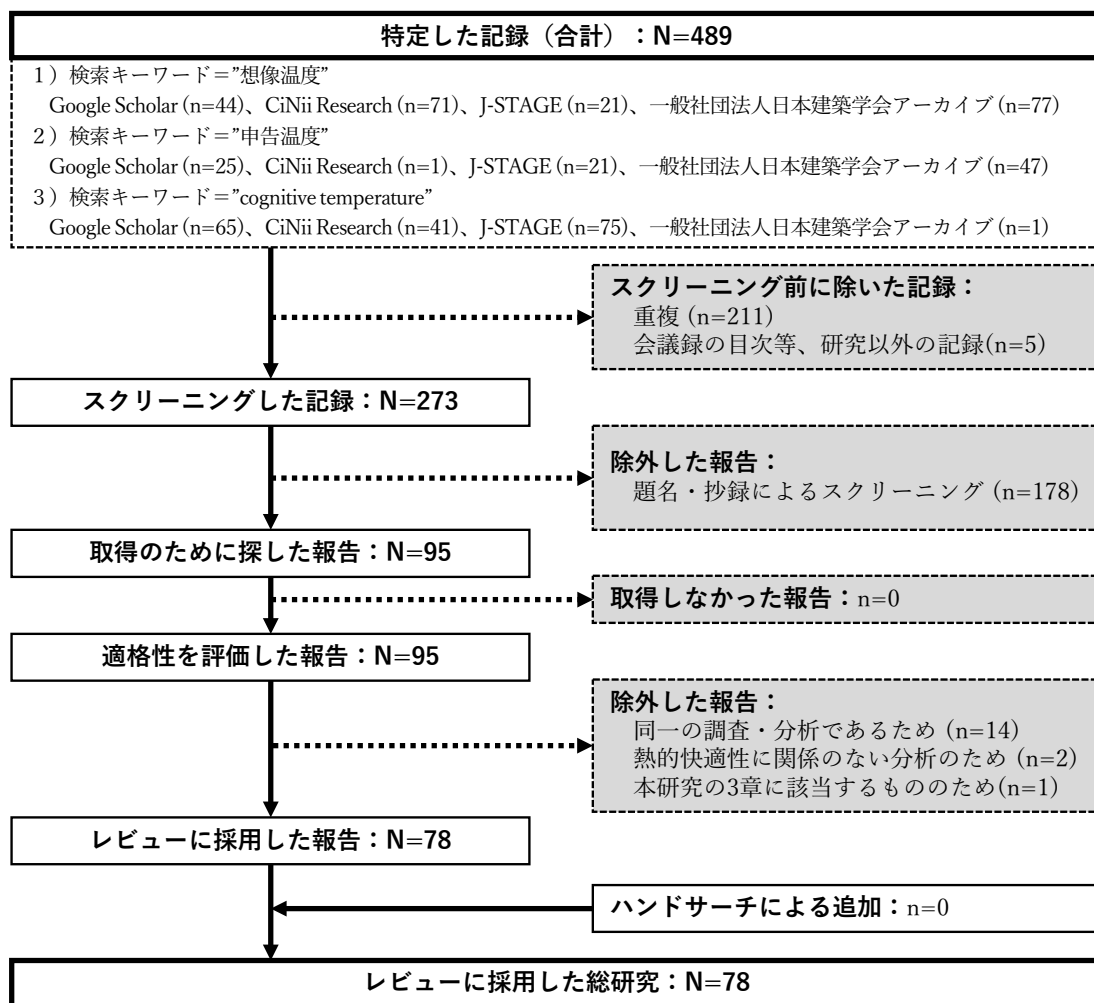 特定した記録（合計）：N=489
1）検索キーワード＝”想像温度”
Google Scholar (n=44)、CiNii Research (n=71)、J-STAGE (n=21)、一般社団法人日本建築学会アーカイブ (n=77)
2）検索キーワード＝”申告温度”
Google Scholar (n=25)、CiNii Research (n=1)、J-STAGE (n=21)、一般社団法人日本建築学会アーカイブ (n=47)
3）検索キーワード＝”cognitive temperature”
Google Scholar (n=65)、CiNii Research (n=41)、J-STAGE (n=75)、一般社団法人日本建築学会アーカイブ (n=1)
スクリーニング前に除いた記録：
重複 (n=211)
会議録の目次等、研究以外の記録(n=5)
スクリーニングした記録：N=273
除外した報告：
題名・抄録によるスクリーニング (n=178)
取得のために探した報告：N=95
取得しなかった報告：n=0
適格性を評価した報告：N=95
除外した報告：
同一の調査・分析であるため (n=14)
熱的快適性に関係のない分析のため (n=2)
本研究の3章に該当するもののため(n=1)
レビューに採用した報告：N=78
ハンドサーチによる追加：n=0
レビューに採用した総研究：N=78